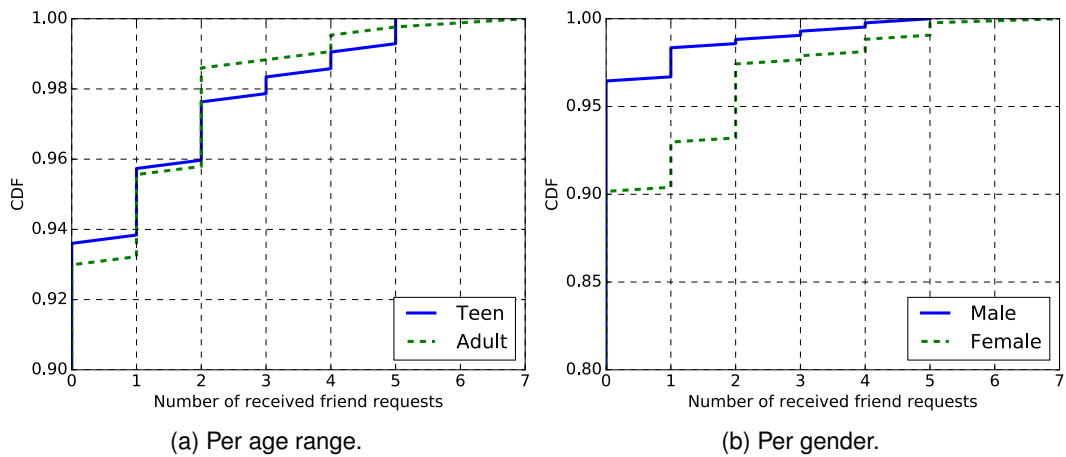 1.00
0.98
0.96
0.94
0.92
0.90
CDF
0 1 2 3 4 5 6 7
Number of received friend requests
Teen
Adult
(a) Per age range.
1.00
0.95
0.90
0.85
0.80
CDF
0 1 2 3 4 5 6 7
Number of received friend requests
Male
Female
(b) Per gender.